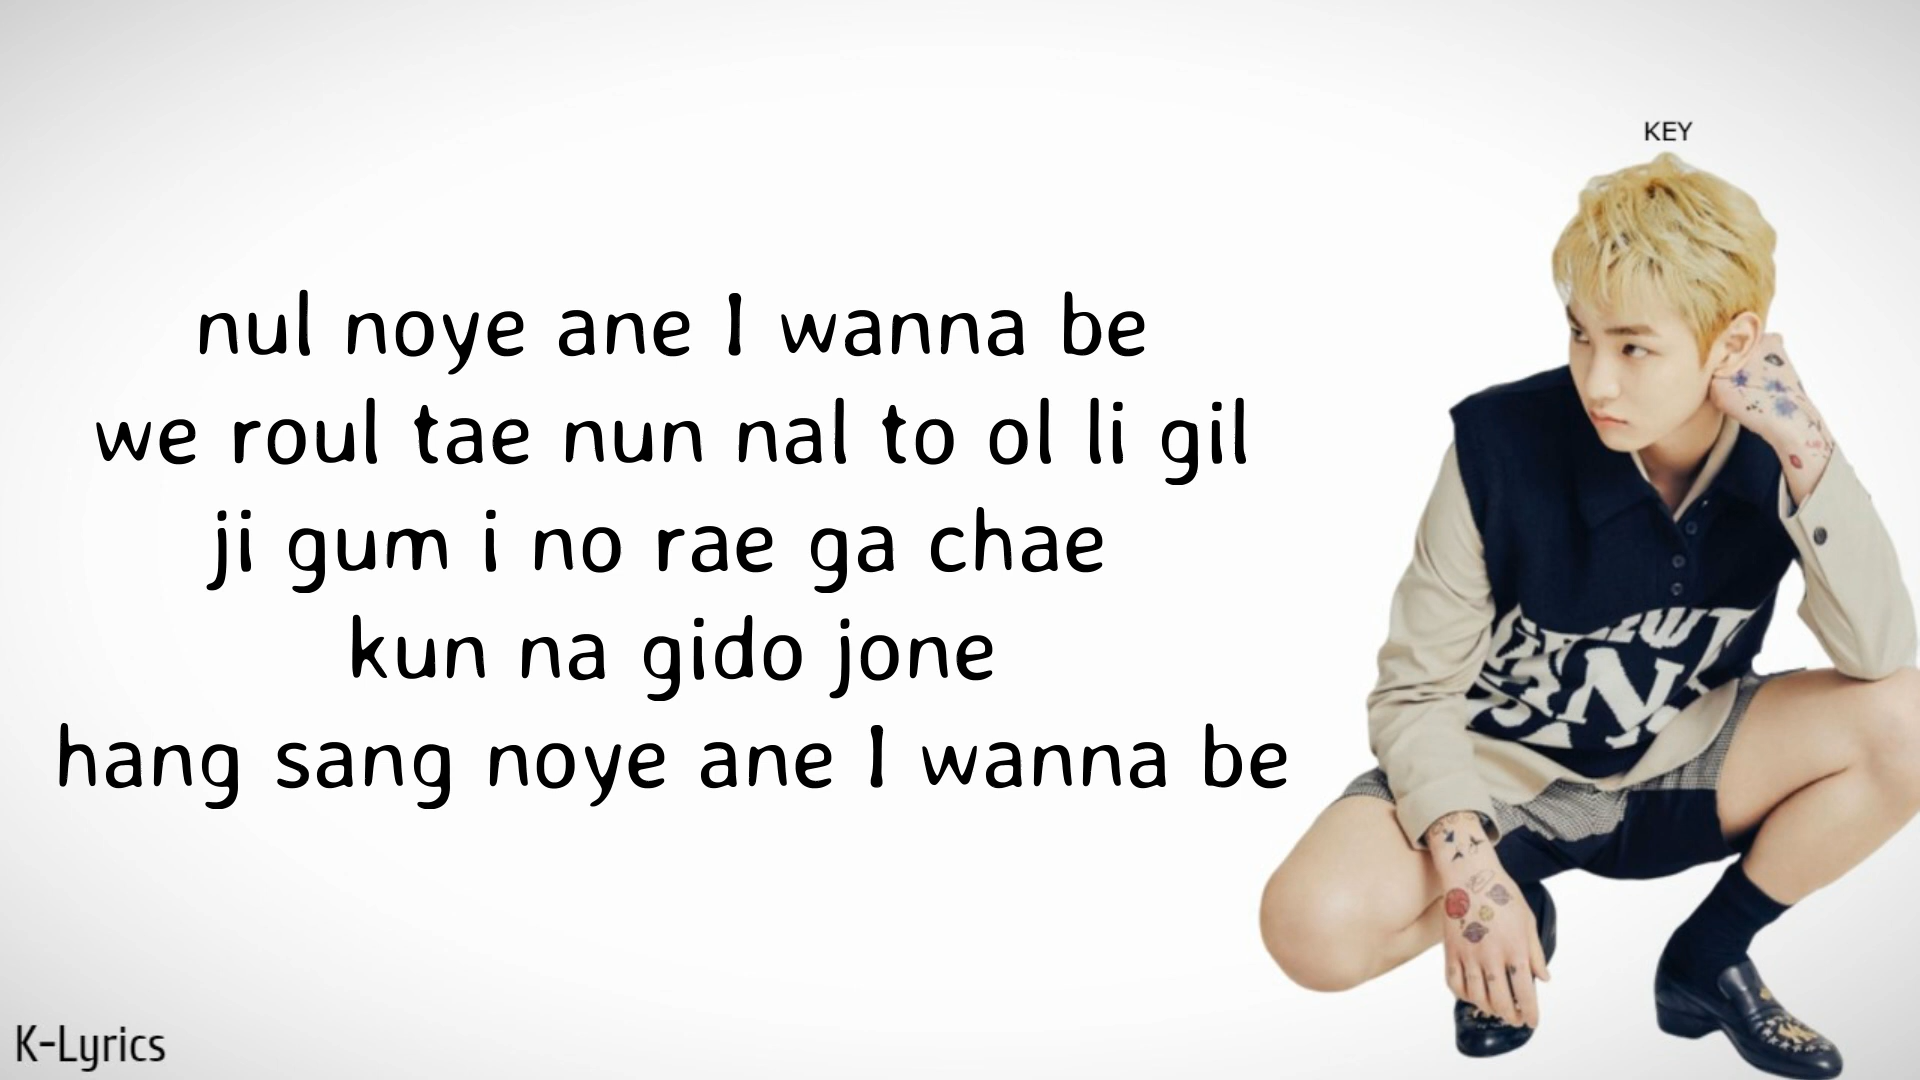 KEY
nul noye ane I wanna be
we roul tae nun nal to ol li gil
ji gum i no rae ga chae
kun na gido jone
hang sang noye ane I wanna be
K-Lyrics